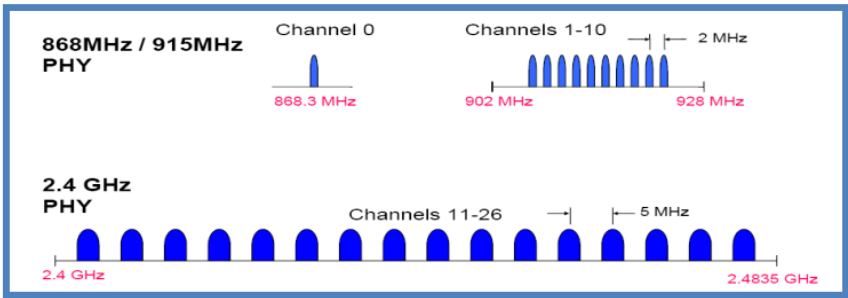 868MHz / 915MHz
PHY
Channel 0
868.3 MHz
Channels 1-10
2 MHz
902 MHz
928 MHz
2.4 GHz
PHY
Channels 11-26
5 MHz
2.4 GHz
2.4835 GHz